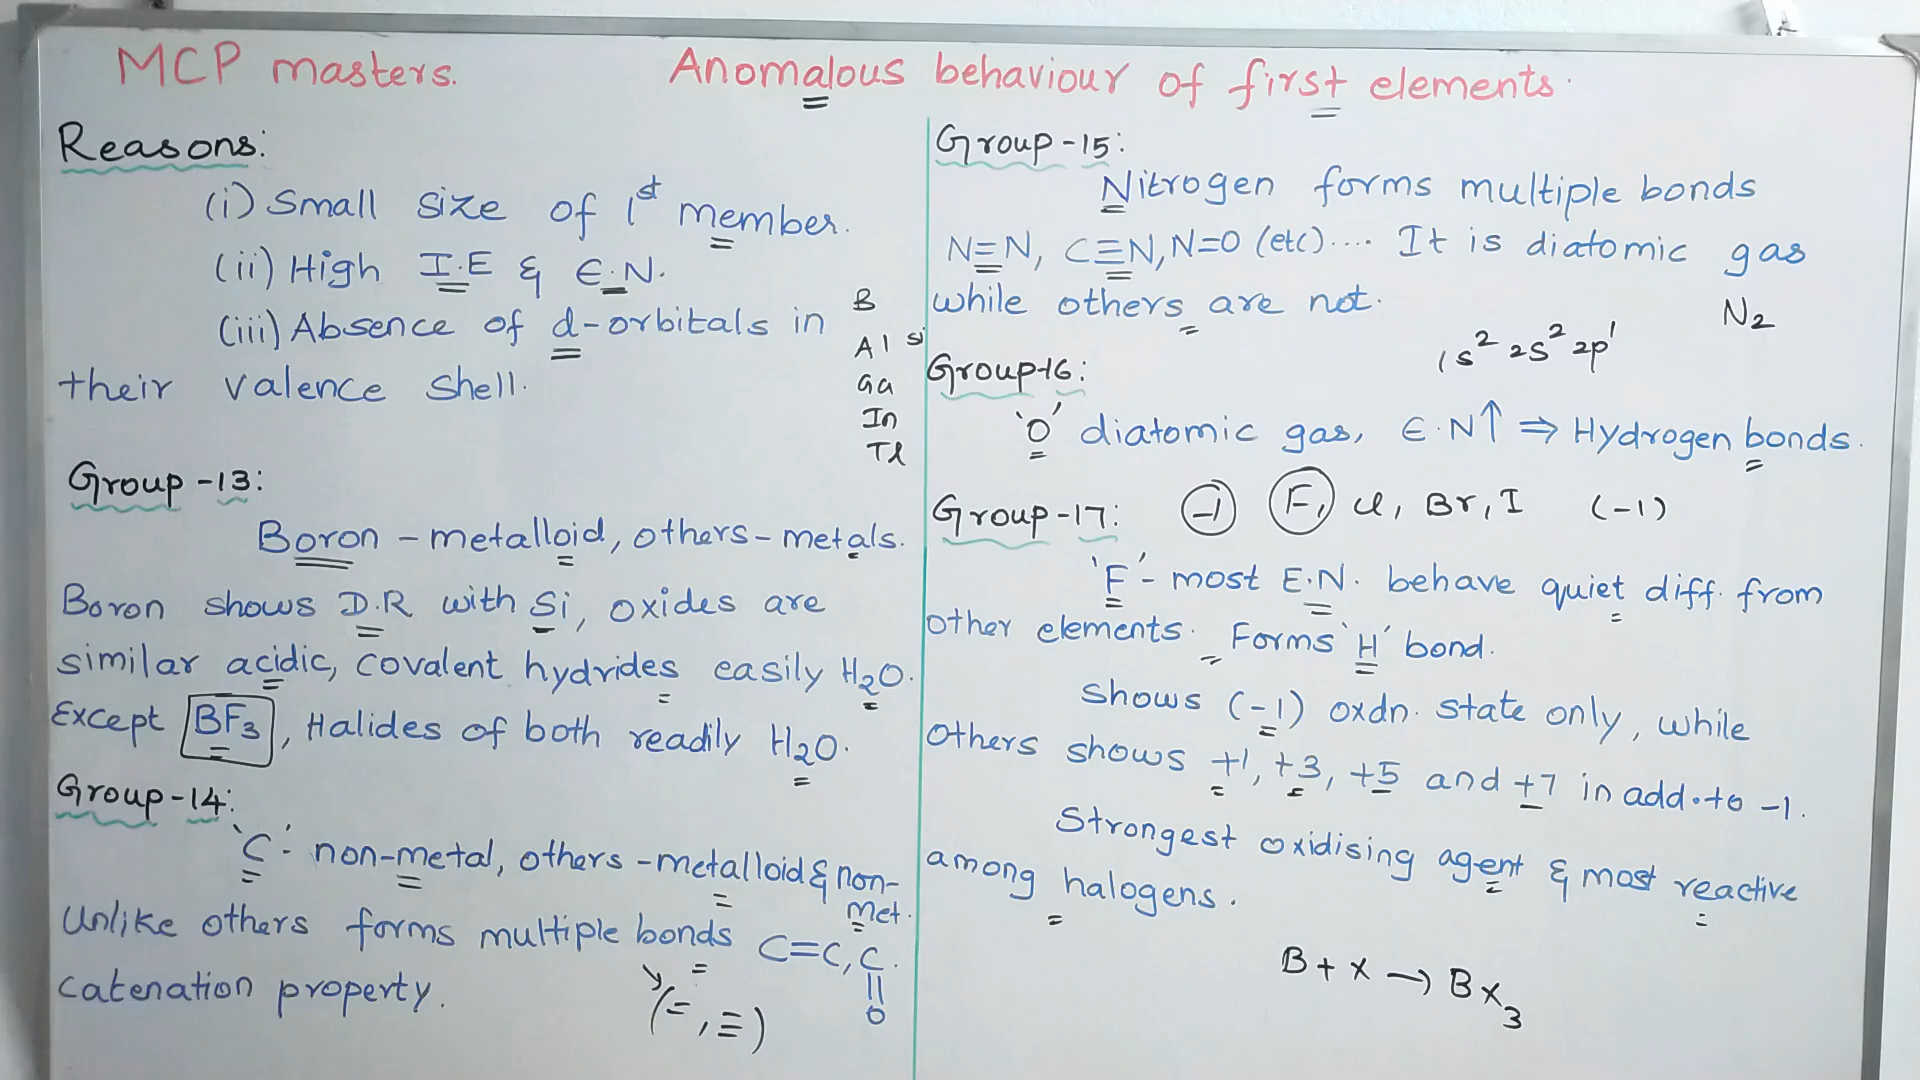 MCP masters. Anomalous behaviour of first elements.
Reasons:
(i) Small size of 1st member.
(ii) High I.E & E.N.
(iii) Absence of d-orbitals in
their valence shell.
B
Al Si
Ga
In
Tl
Group -13:
Boron - metalloid, others - metals.
Boron shows D.R with Si, oxides are
similar acidic, covalent hydrides easily H2O.
Except BF3, Halides of both readily H2O.
Group-14:
'C'- non-metal, others - metalloid & non-
met.
Unlike others forms multiple bonds C=C, C=O.
catenation property. (=, ≡)
Group -15:
Nitrogen forms multiple bonds
N≡N, C≡N, N=O (etc).... It is diatomic gas
while others are not. N2
1s2 2s2 2p1
Group-16:
'O' diatomic gas, E.N↑ ⇒ Hydrogen bonds.
Group -17: -1 F, Cl, Br, I (-1)
'F'- most E.N. behave quiet diff. from
other elements. Forms 'H' bond.
Shows (-1) oxdn. state only, while
others shows +1, +3, +5 and +7 in add. to -1.
Strongest oxidising agent & most reactive
among halogens.
B + X → BX3